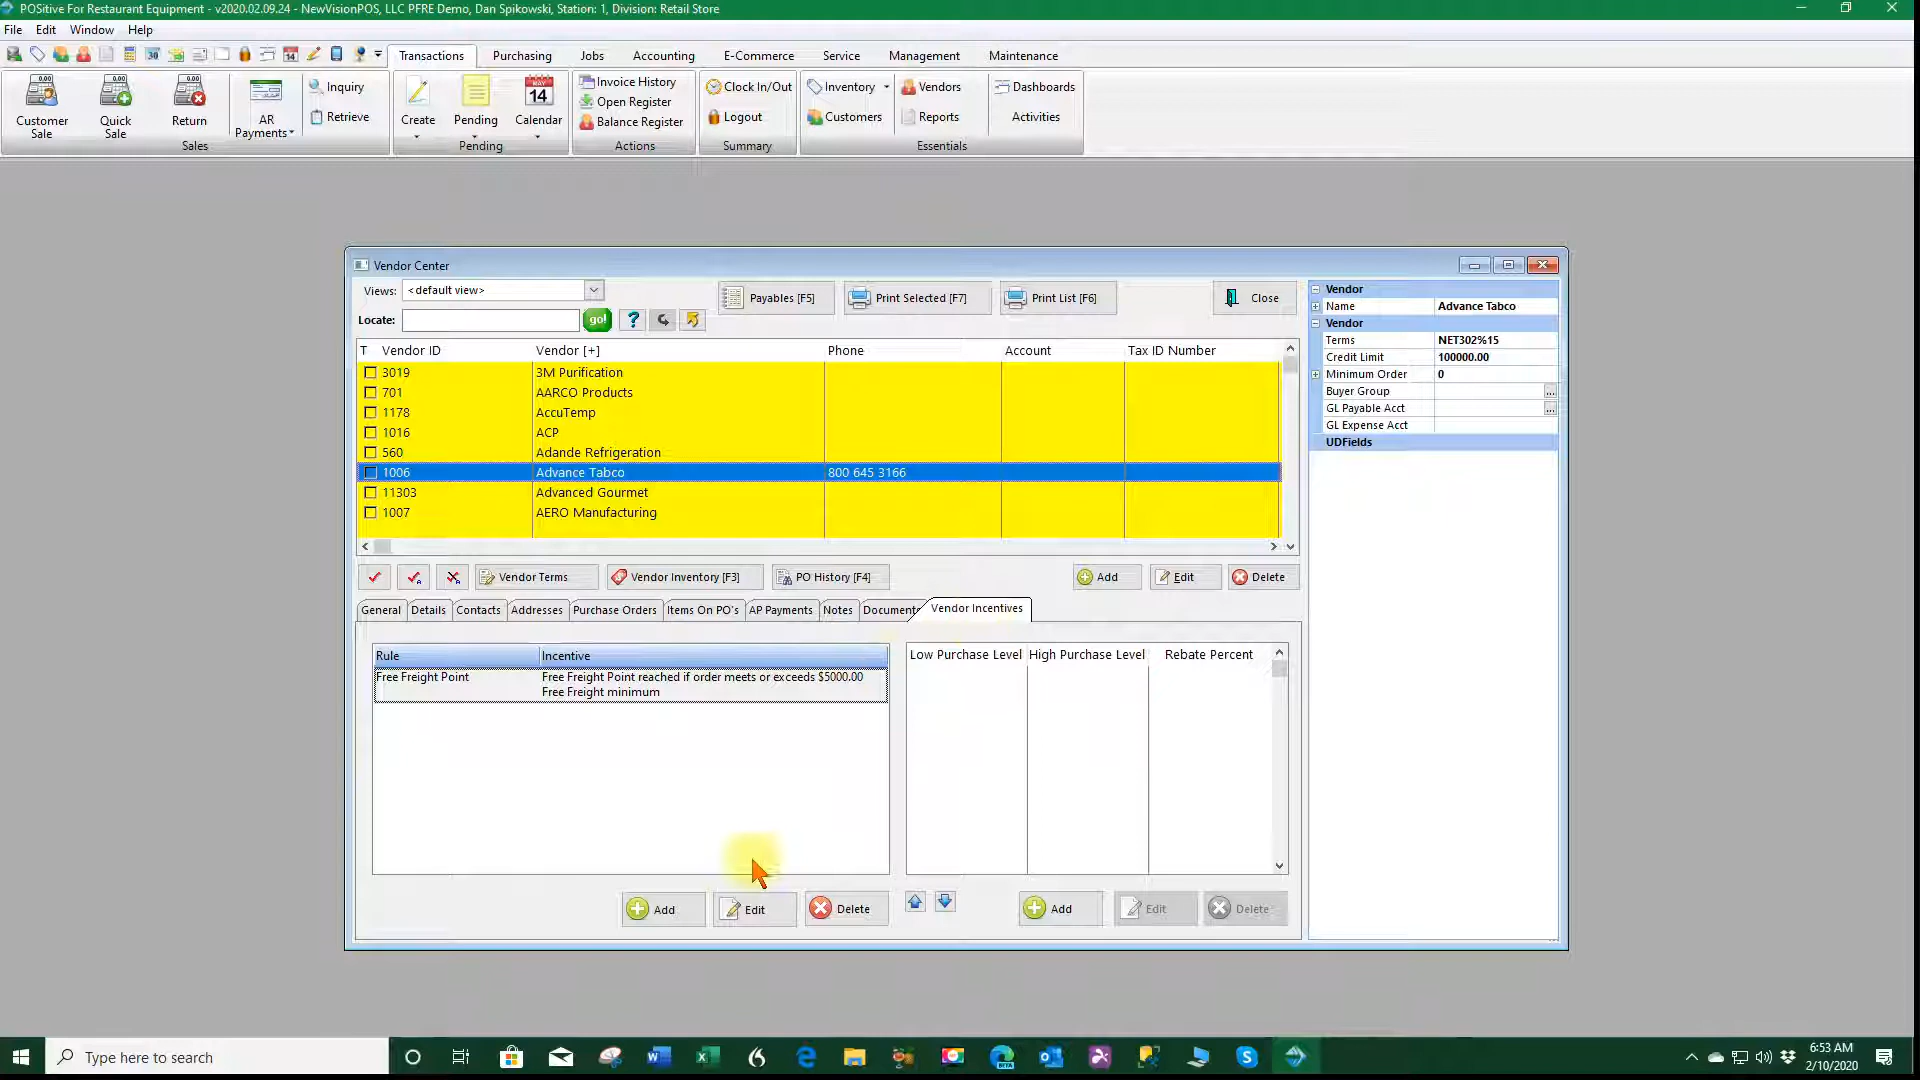 POSitive For Restaurant Equipment - v2020.02.09.24 - NewVisionPOS, LLC PFRE Demo, Dan Spikowski, Station: 1, Division: Retail Store
File Edit Window Help
Transactions Purchasing Jobs Accounting E-Commerce Service Management Maintenance
Customer Sale
Quick Sale
Return
AR Payments
Inquiry
Retrieve
Sales
Create
Pending
Calendar
Pending
Invoice History
Open Register
Balance Register
Actions
Clock In/Out
Logout
Summary
Inventory
Customers
Vendors
Reports
Dashboards
Activities
Essentials
Vendor Center
Views: <default view>
Payables [F5] Print Selected [F7] Print List [F6] Close
Locate: go!
T Vendor ID Vendor [+] Phone Account Tax ID Number
3019 3M Purification
701 AARCO Products
1178 AccuTemp
1016 ACP
560 Adande Refrigeration
1006 Advance Tabco 800 645 3166
11303 Advanced Gourmet
1007 AERO Manufacturing
Vendor Terms Vendor Inventory [F3] PO History [F4] Add Edit Delete
General Details Contacts Addresses Purchase Orders Items On PO's AP Payments Notes Documents Vendor Incentives
Rule Incentive
Free Freight Point Free Freight Point reached if order meets or exceeds $5000.00
Free Freight minimum
Low Purchase Level High Purchase Level Rebate Percent
Add Edit Delete
Add Edit Delete
Vendor
Name Advance Tabco
Vendor
Terms NET302%15
Credit Limit 100000.00
Minimum Order 0
Buyer Group
GL Payable Acct
GL Expense Acct
UDFields
Type here to search
6:53 AM
2/10/2020